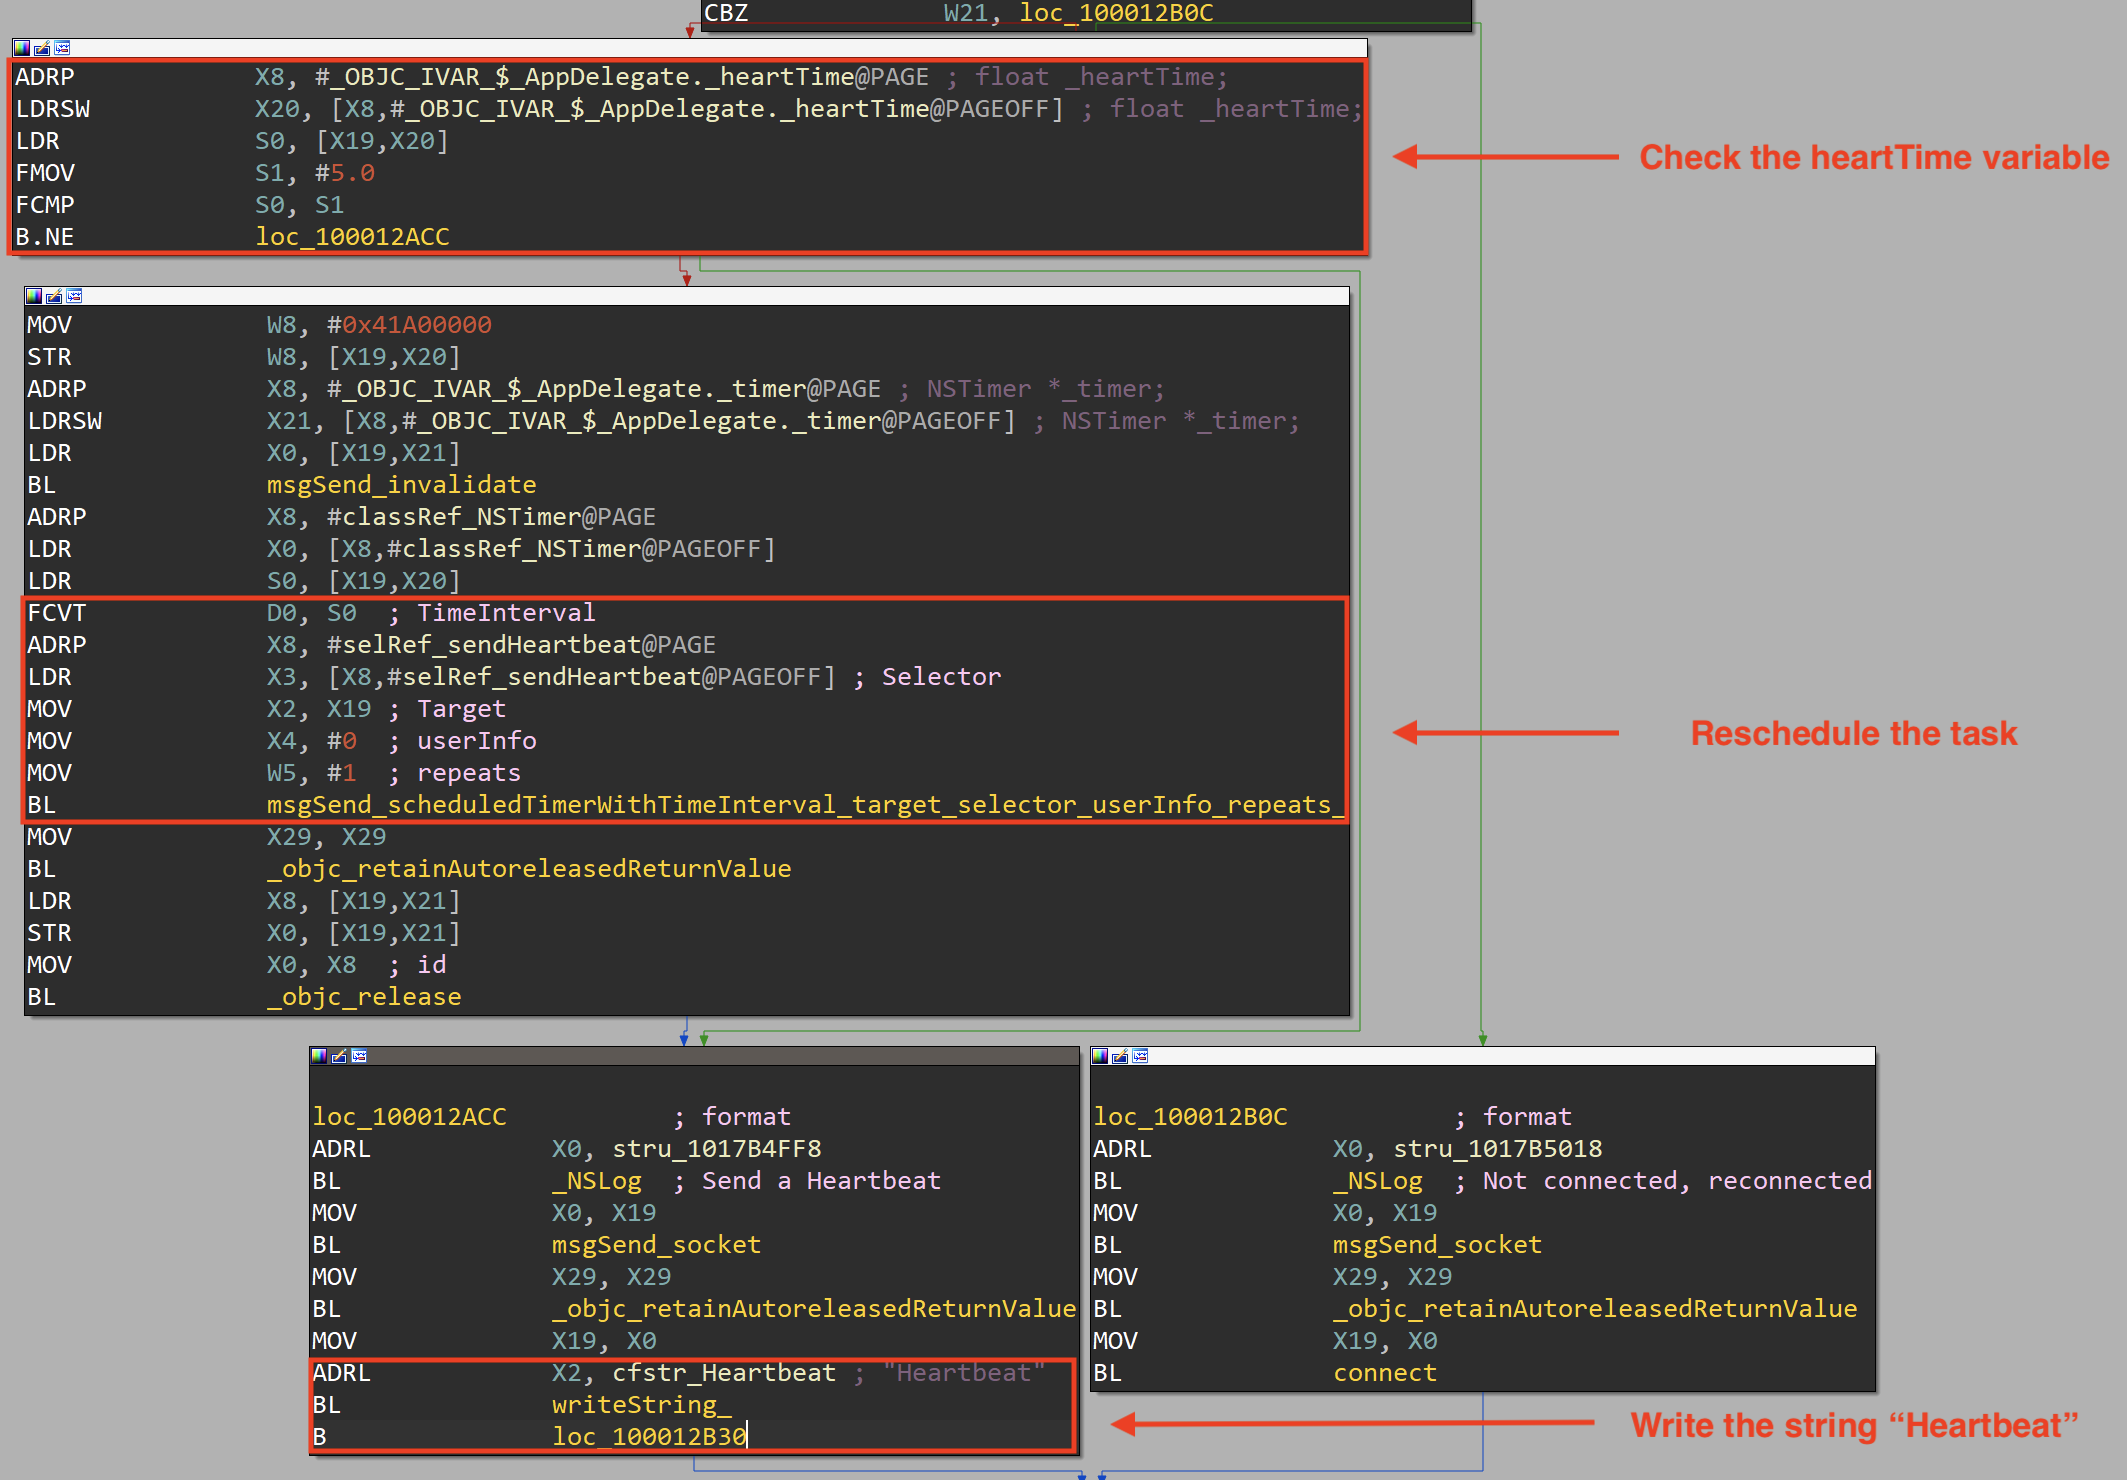 CBZ W21, loc_100012B0C
ADRP X8, #_OBJC_IVAR_$_AppDelegate._heartTime@PAGE ; float _heartTime;
LDRSW X20, [X8,#_OBJC_IVAR_$_AppDelegate._heartTime@PAGEOFF] ; float _heartTime;
LDR S0, [X19,X20]
FMOV S1, #5.0
FCMP S0, S1
B.NE loc_100012ACC
Check the heartTime variable
MOV W8, #0x41A00000
STR W8, [X19,X20]
ADRP X8, #_OBJC_IVAR_$_AppDelegate._timer@PAGE ; NSTimer *_timer;
LDRSW X21, [X8,#_OBJC_IVAR_$_AppDelegate._timer@PAGEOFF] ; NSTimer *_timer;
LDR X0, [X19,X21]
BL msgSend_invalidate
ADRP X8, #classRef_NSTimer@PAGE
LDR X0, [X8,#classRef_NSTimer@PAGEOFF]
LDR S0, [X19,X20]
FCVT D0, S0 ; TimeInterval
ADRP X8, #selRef_sendHeartbeat@PAGE
LDR X3, [X8,#selRef_sendHeartbeat@PAGEOFF] ; Selector
MOV X2, X19 ; Target
MOV X4, #0 ; userInfo
MOV W5, #1 ; repeats
BL msgSend_scheduledTimerWithTimeInterval_target_selector_userInfo_repeats_
Reschedule the task
MOV X29, X29
BL _objc_retainAutoreleasedReturnValue
LDR X8, [X19,X21]
STR X0, [X19,X21]
MOV X0, X8 ; id
BL _objc_release
loc_100012ACC ; format
ADRL X0, stru_1017B4FF8
BL _NSLog ; Send a Heartbeat
MOV X0, X19
BL msgSend_socket
MOV X29, X29
BL _objc_retainAutoreleasedReturnValue
MOV X19, X0
ADRL X2, cfstr_Heartbeat ; "Heartbeat"
BL writeString_
B loc_100012B30
loc_100012B0C ; format
ADRL X0, stru_1017B5018
BL _NSLog ; Not connected, reconnected
MOV X0, X19
BL msgSend_socket
MOV X29, X29
BL _objc_retainAutoreleasedReturnValue
MOV X19, X0
BL connect
Write the string “Heartbeat”